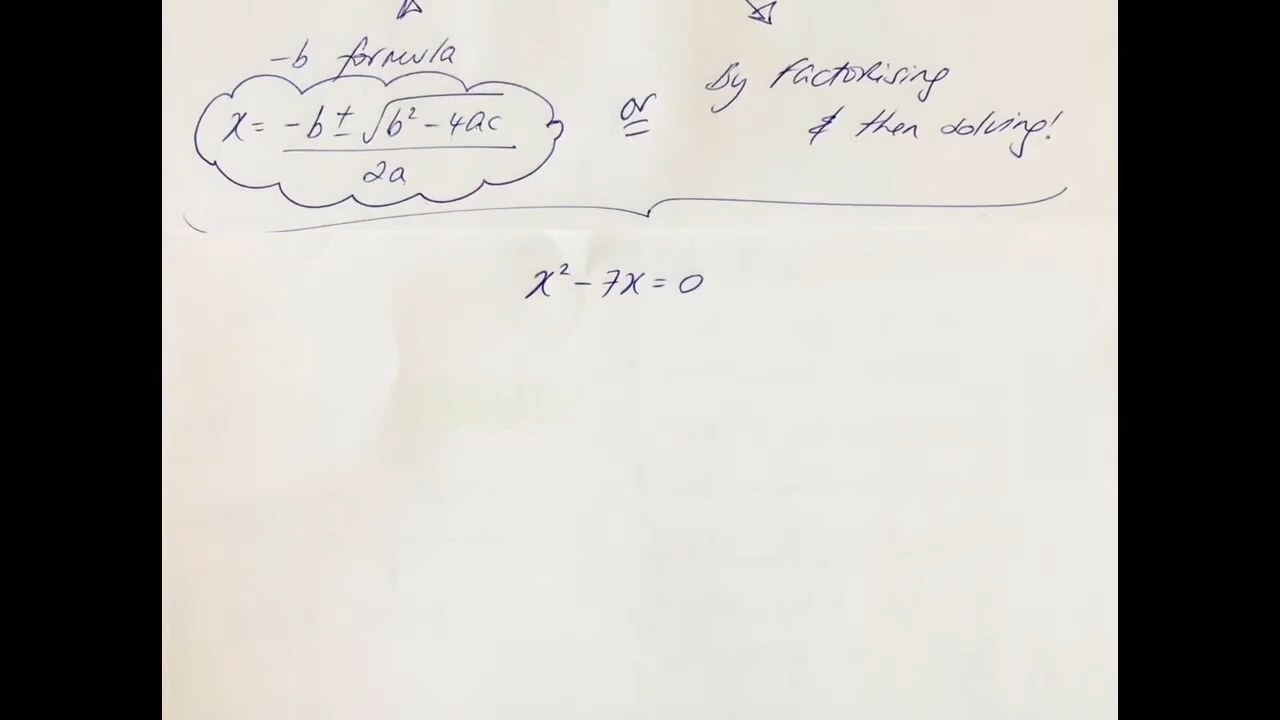 -b formula
x = -b ± √b² - 4ac
2a
or
By factorising
& then solving!
x² - 7x = 0